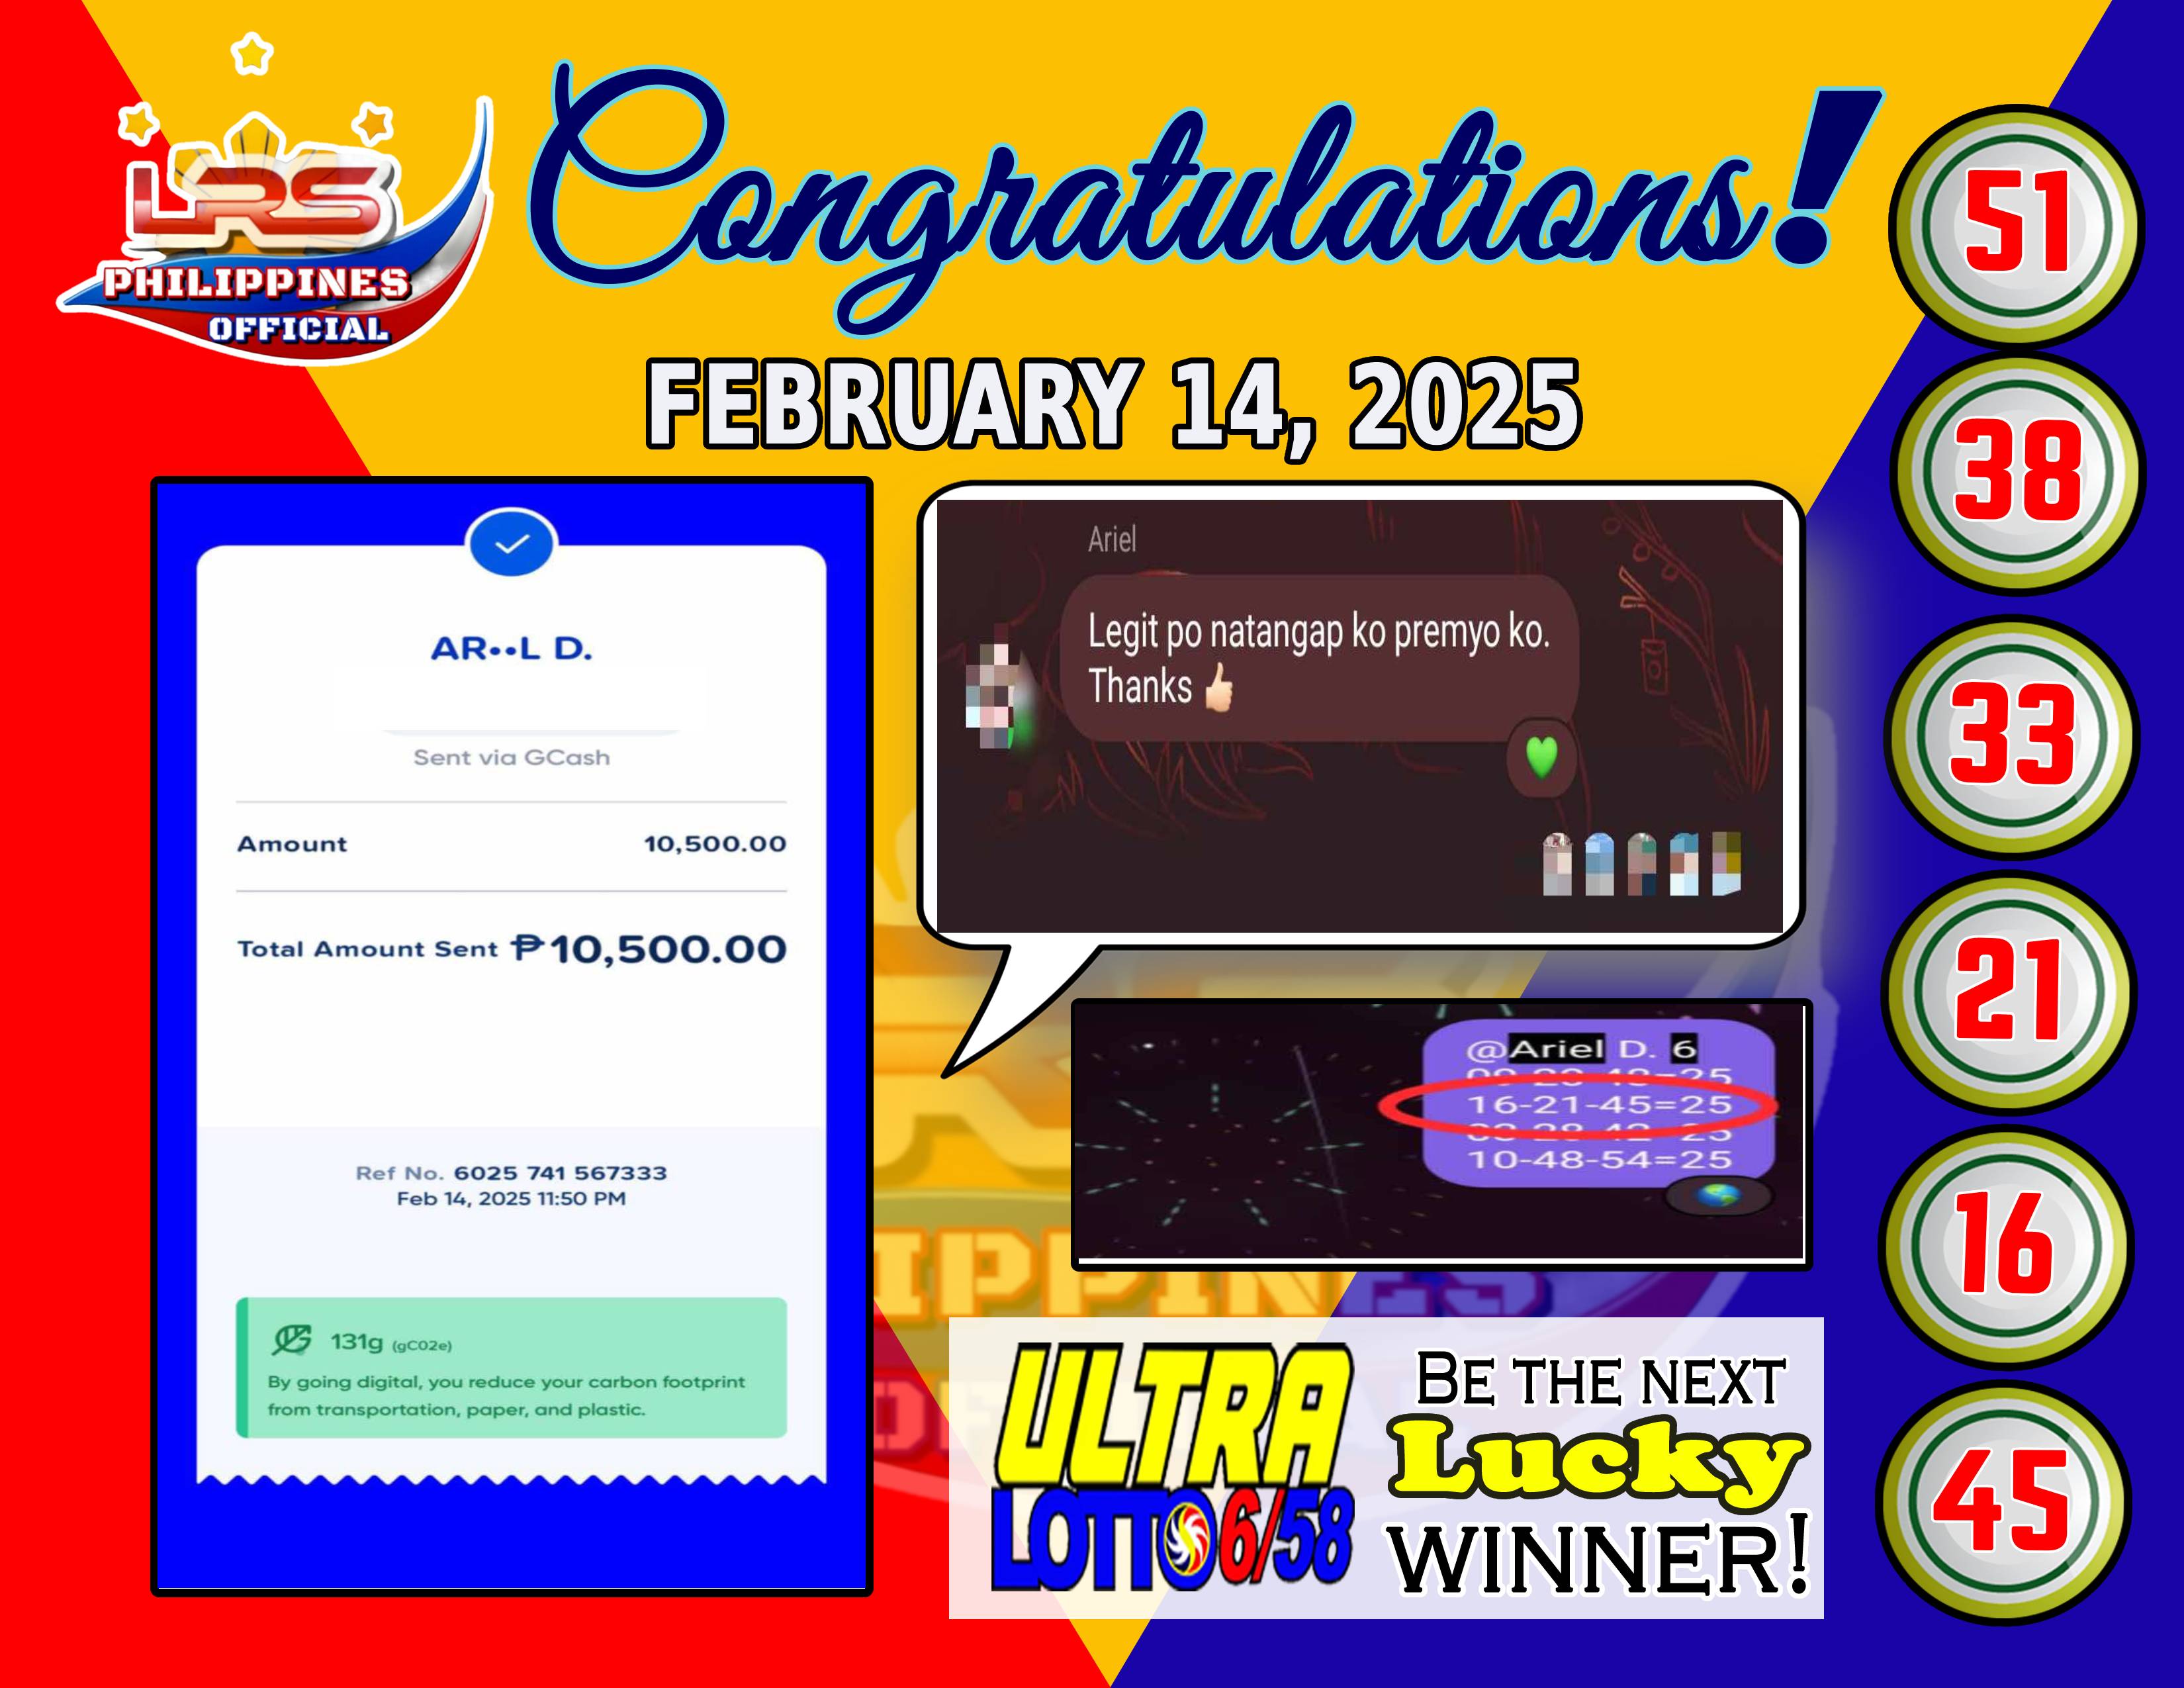 LRS
PHILIPPINES
OFFICIAL
Congratulations!
FEBRUARY 14, 2025
AR••L D.
Sent via GCash
Amount 10,500.00
Total Amount Sent ₱10,500.00
Ref No. 6025 741 567333
Feb 14, 2025 11:50 PM
131g (gC02e)
By going digital, you reduce your carbon footprint
from transportation, paper, and plastic.
Ariel
Legit po natangap ko premyo ko.
Thanks 👍🏻
@Ariel D. 6
16-21-45=25
10-48-54=25
ULTRA
LOTTO 6/58
BE THE NEXT
Lucky
WINNER!
51
38
33
21
16
45